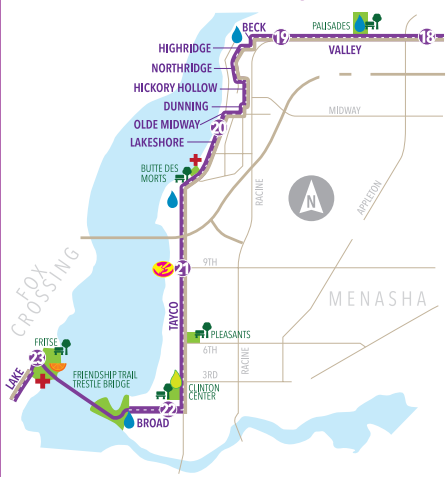 BECK
PALISADES
19
18
HIGHRIDGE
VALLEY
NORTHRIDGE
HICKORY HOLLOW
DUNNING
OLDE MIDWAY
MIDWAY
20
LAKESHORE
BUTTE DES
MORTS
RACINE
N
APPLETON
9TH
21
FOX
CROSSING
MENASHA
TAYCO
PLEASANTS
6TH
FRITSE
23
LAKE
FRIENDSHIP TRAIL
TRESTLE BRIDGE
3RD
RACINE
CLINTON
CENTER
22
BROAD